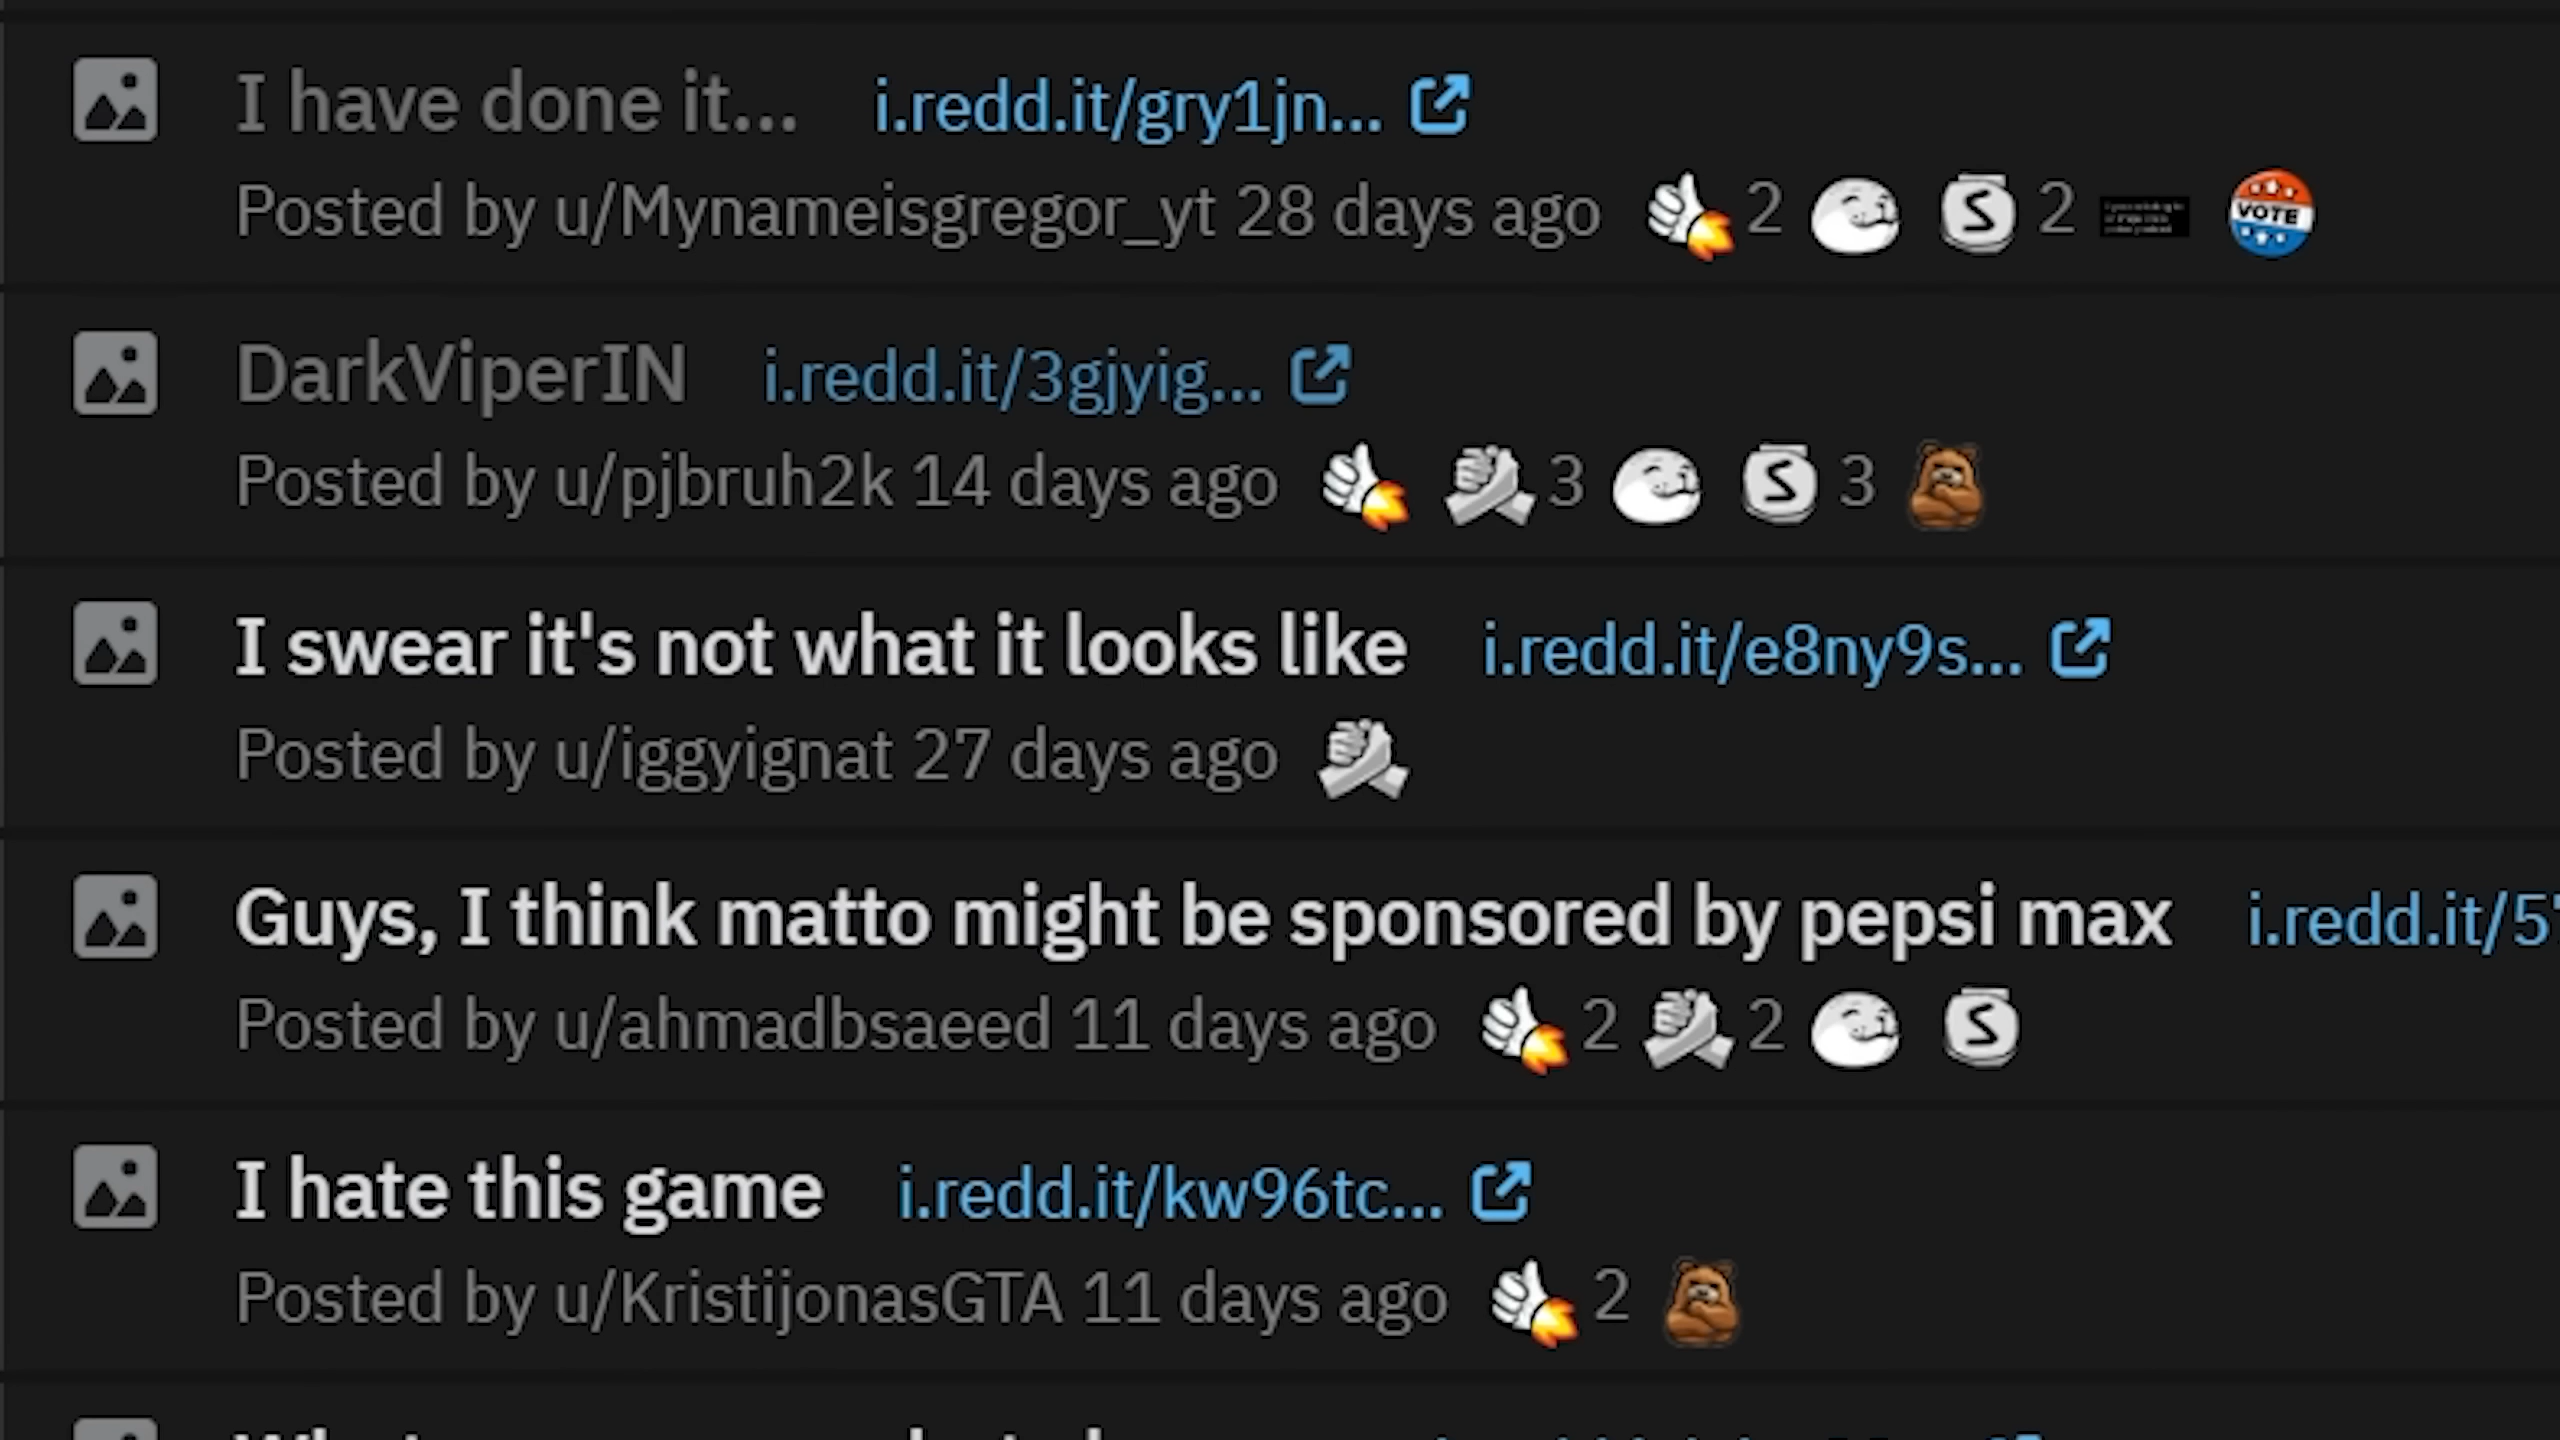 I have done it... i.redd.it/gry1jn...
Posted by u/Mynameisgregor_yt 28 days ago 2 S 2 VOTE
DarkViperIN i.redd.it/3gjyig...
Posted by u/pjbruh2k 14 days ago 3 S 3
I swear it's not what it looks like i.redd.it/e8ny9s...
Posted by u/iggyignat 27 days ago
Guys, I think matto might be sponsored by pepsi max i.redd.it/5
Posted by u/ahmadbsaeed 11 days ago 2 2 S
I hate this game i.redd.it/kw96tc...
Posted by u/KristijonasGTA 11 days ago 2